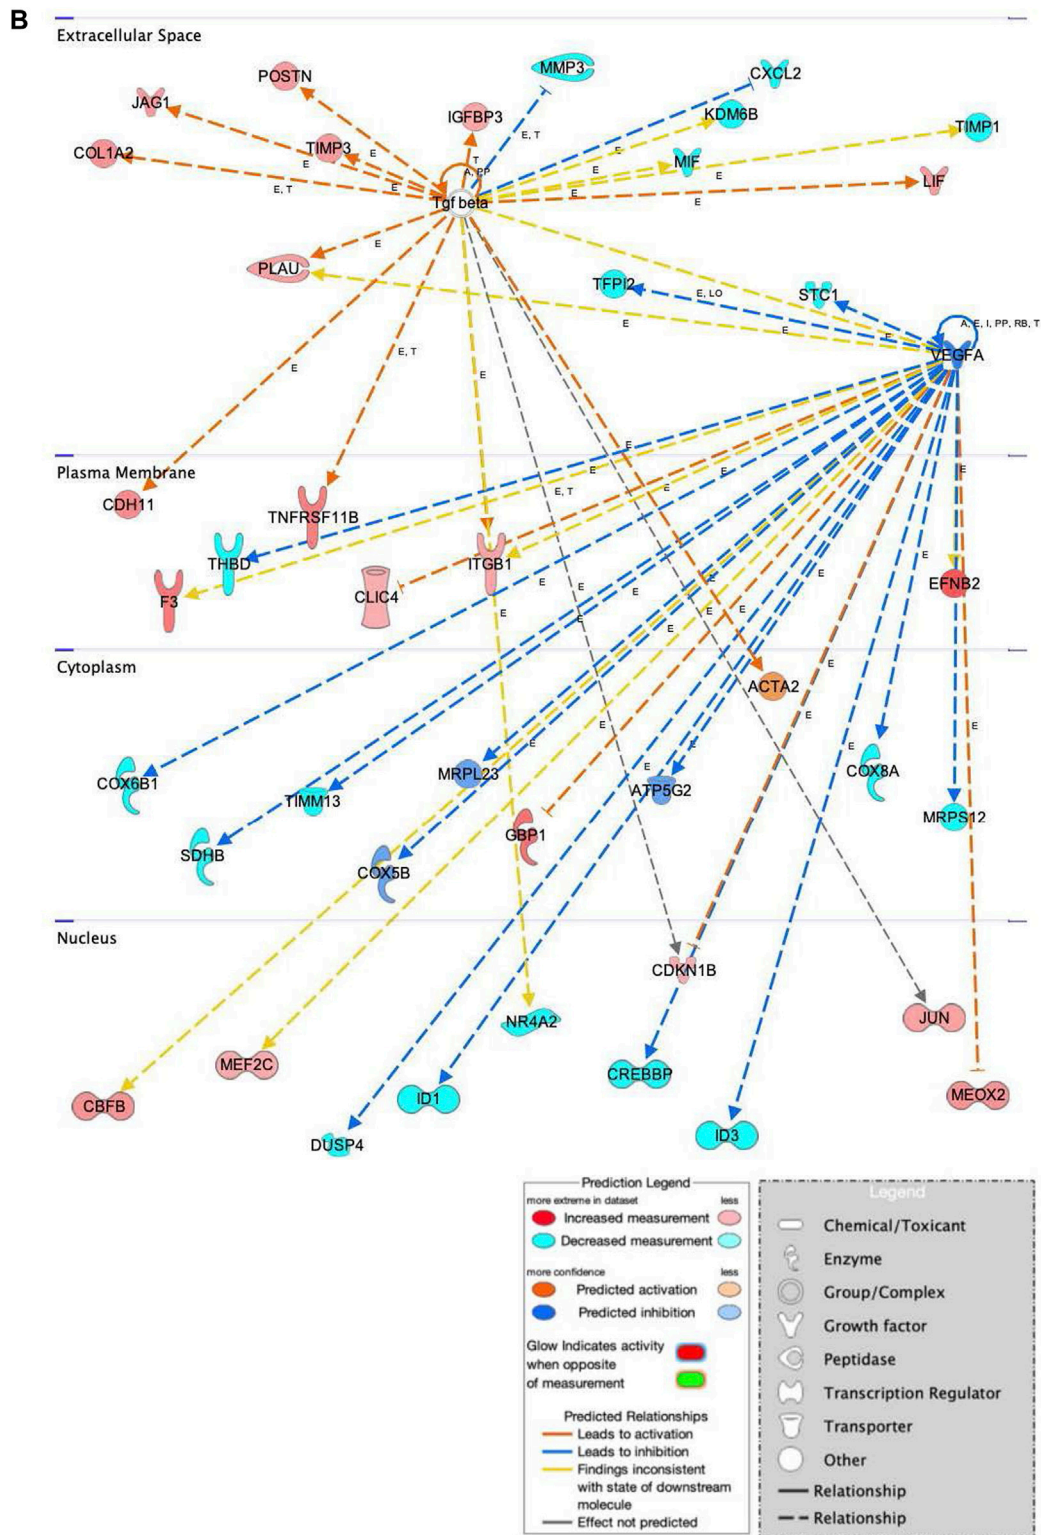 B
Extracellular Space
MMP3
CXCL2
POSTN
JAG1
IGFBP3
KDM6B
TIMP1
COL1A2
TIMP3
MIF
LIF
E, T
E
E
E
T
A, PP
E, T
E
E
E
E
E
Tgf beta
E
PLAU
TFPI2
E, LO
STC1
E
E
E
A, E, I, PP, RB, T
VEGFA
E
E, T
E
E
Plasma Membrane
E
E
E
E, T
E
CDH11
TNFRSF11B
THBD
F3
CLIC4
ITGB1
EFNB2
E
E
E
E
E
E
E
E
E
E
E
Cytoplasm
E
ACTA2
E
E
E
E
E
E
E
COX6B1
TIMM13
MRPL23
ATP5G2
COX8A
MRPS12
SDHB
COX5B
GBP1
Nucleus
CDKN1B
NR4A2
JUN
MEF2C
CREBBP
CBFB
ID1
MEOX2
DUSP4
ID3
Prediction Legend
more extreme in dataset less
Increased measurement
Decreased measurement
more confidence less
Predicted activation
Predicted inhibition
Glow Indicates activity
when opposite
of measurement
Predicted Relationships
Leads to activation
Leads to inhibition
Findings inconsistent
with state of downstream
molecule
Effect not predicted
Legend
Chemical/Toxicant
Enzyme
Group/Complex
Growth factor
Peptidase
Transcription Regulator
Transporter
Other
Relationship
Relationship